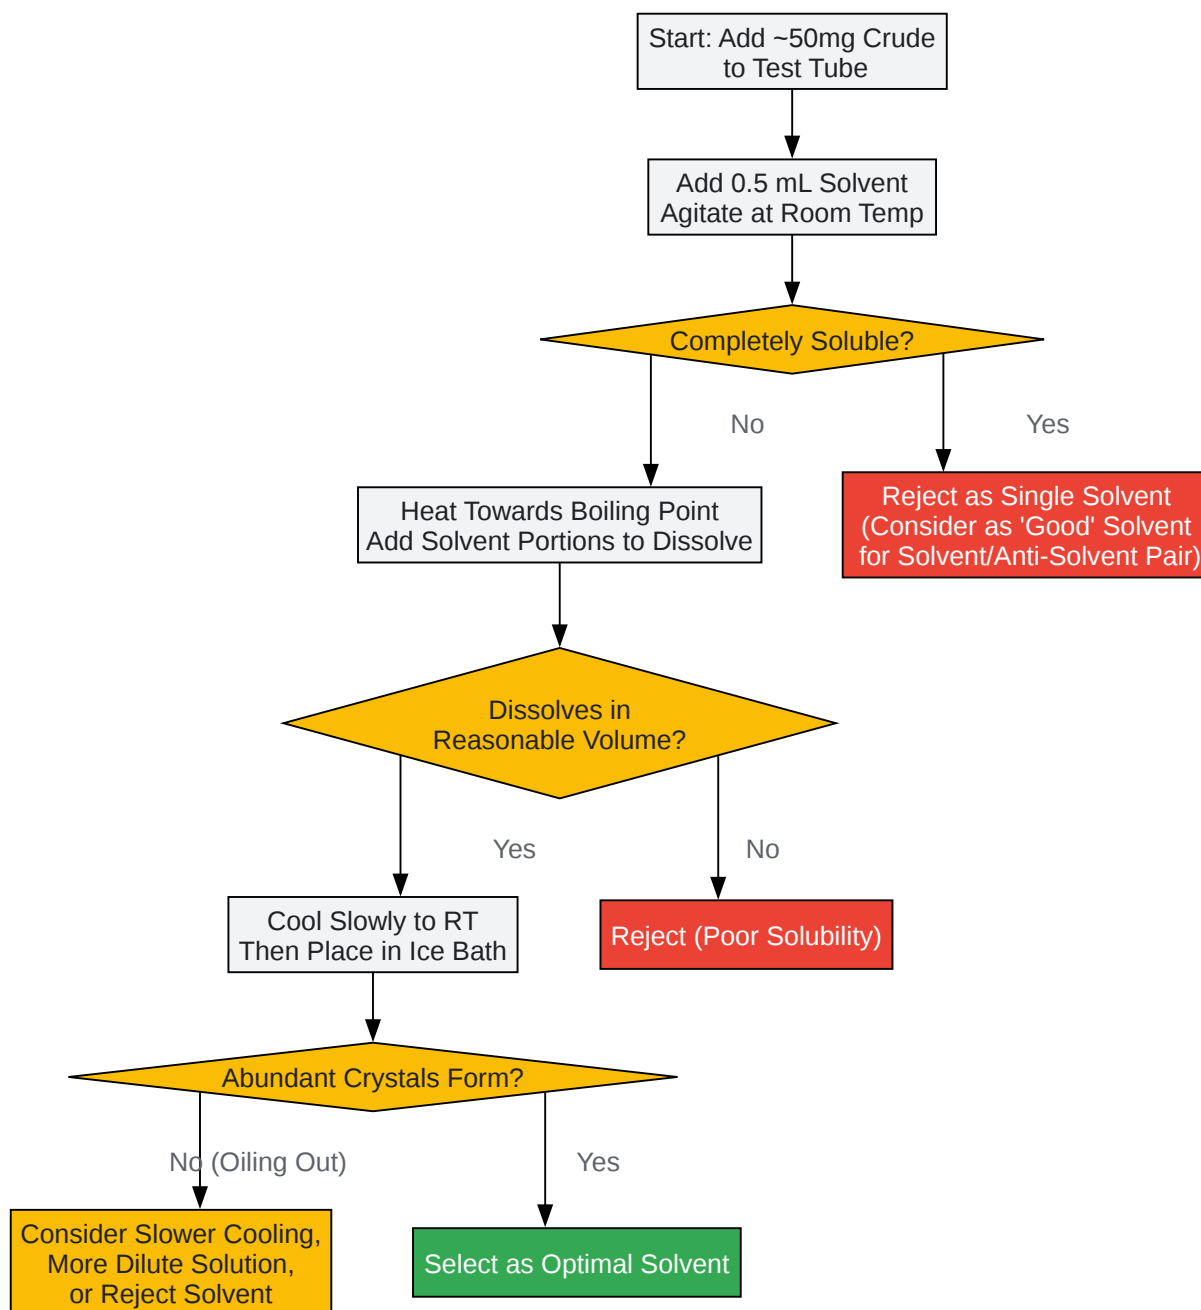 Start: Add ~50mg Crude
to Test Tube
Add 0.5 mL Solvent
Agitate at Room Temp
Completely Soluble?
No
Yes
Heat Towards Boiling Point
Add Solvent Portions to Dissolve
Reject as Single Solvent
(Consider as 'Good' Solvent
for Solvent/Anti-Solvent Pair)
Dissolves in
Reasonable Volume?
Yes
No
Cool Slowly to RT
Then Place in Ice Bath
Reject (Poor Solubility)
Abundant Crystals Form?
No (Oiling Out)
Yes
Consider Slower Cooling,
More Dilute Solution,
or Reject Solvent
Select as Optimal Solvent